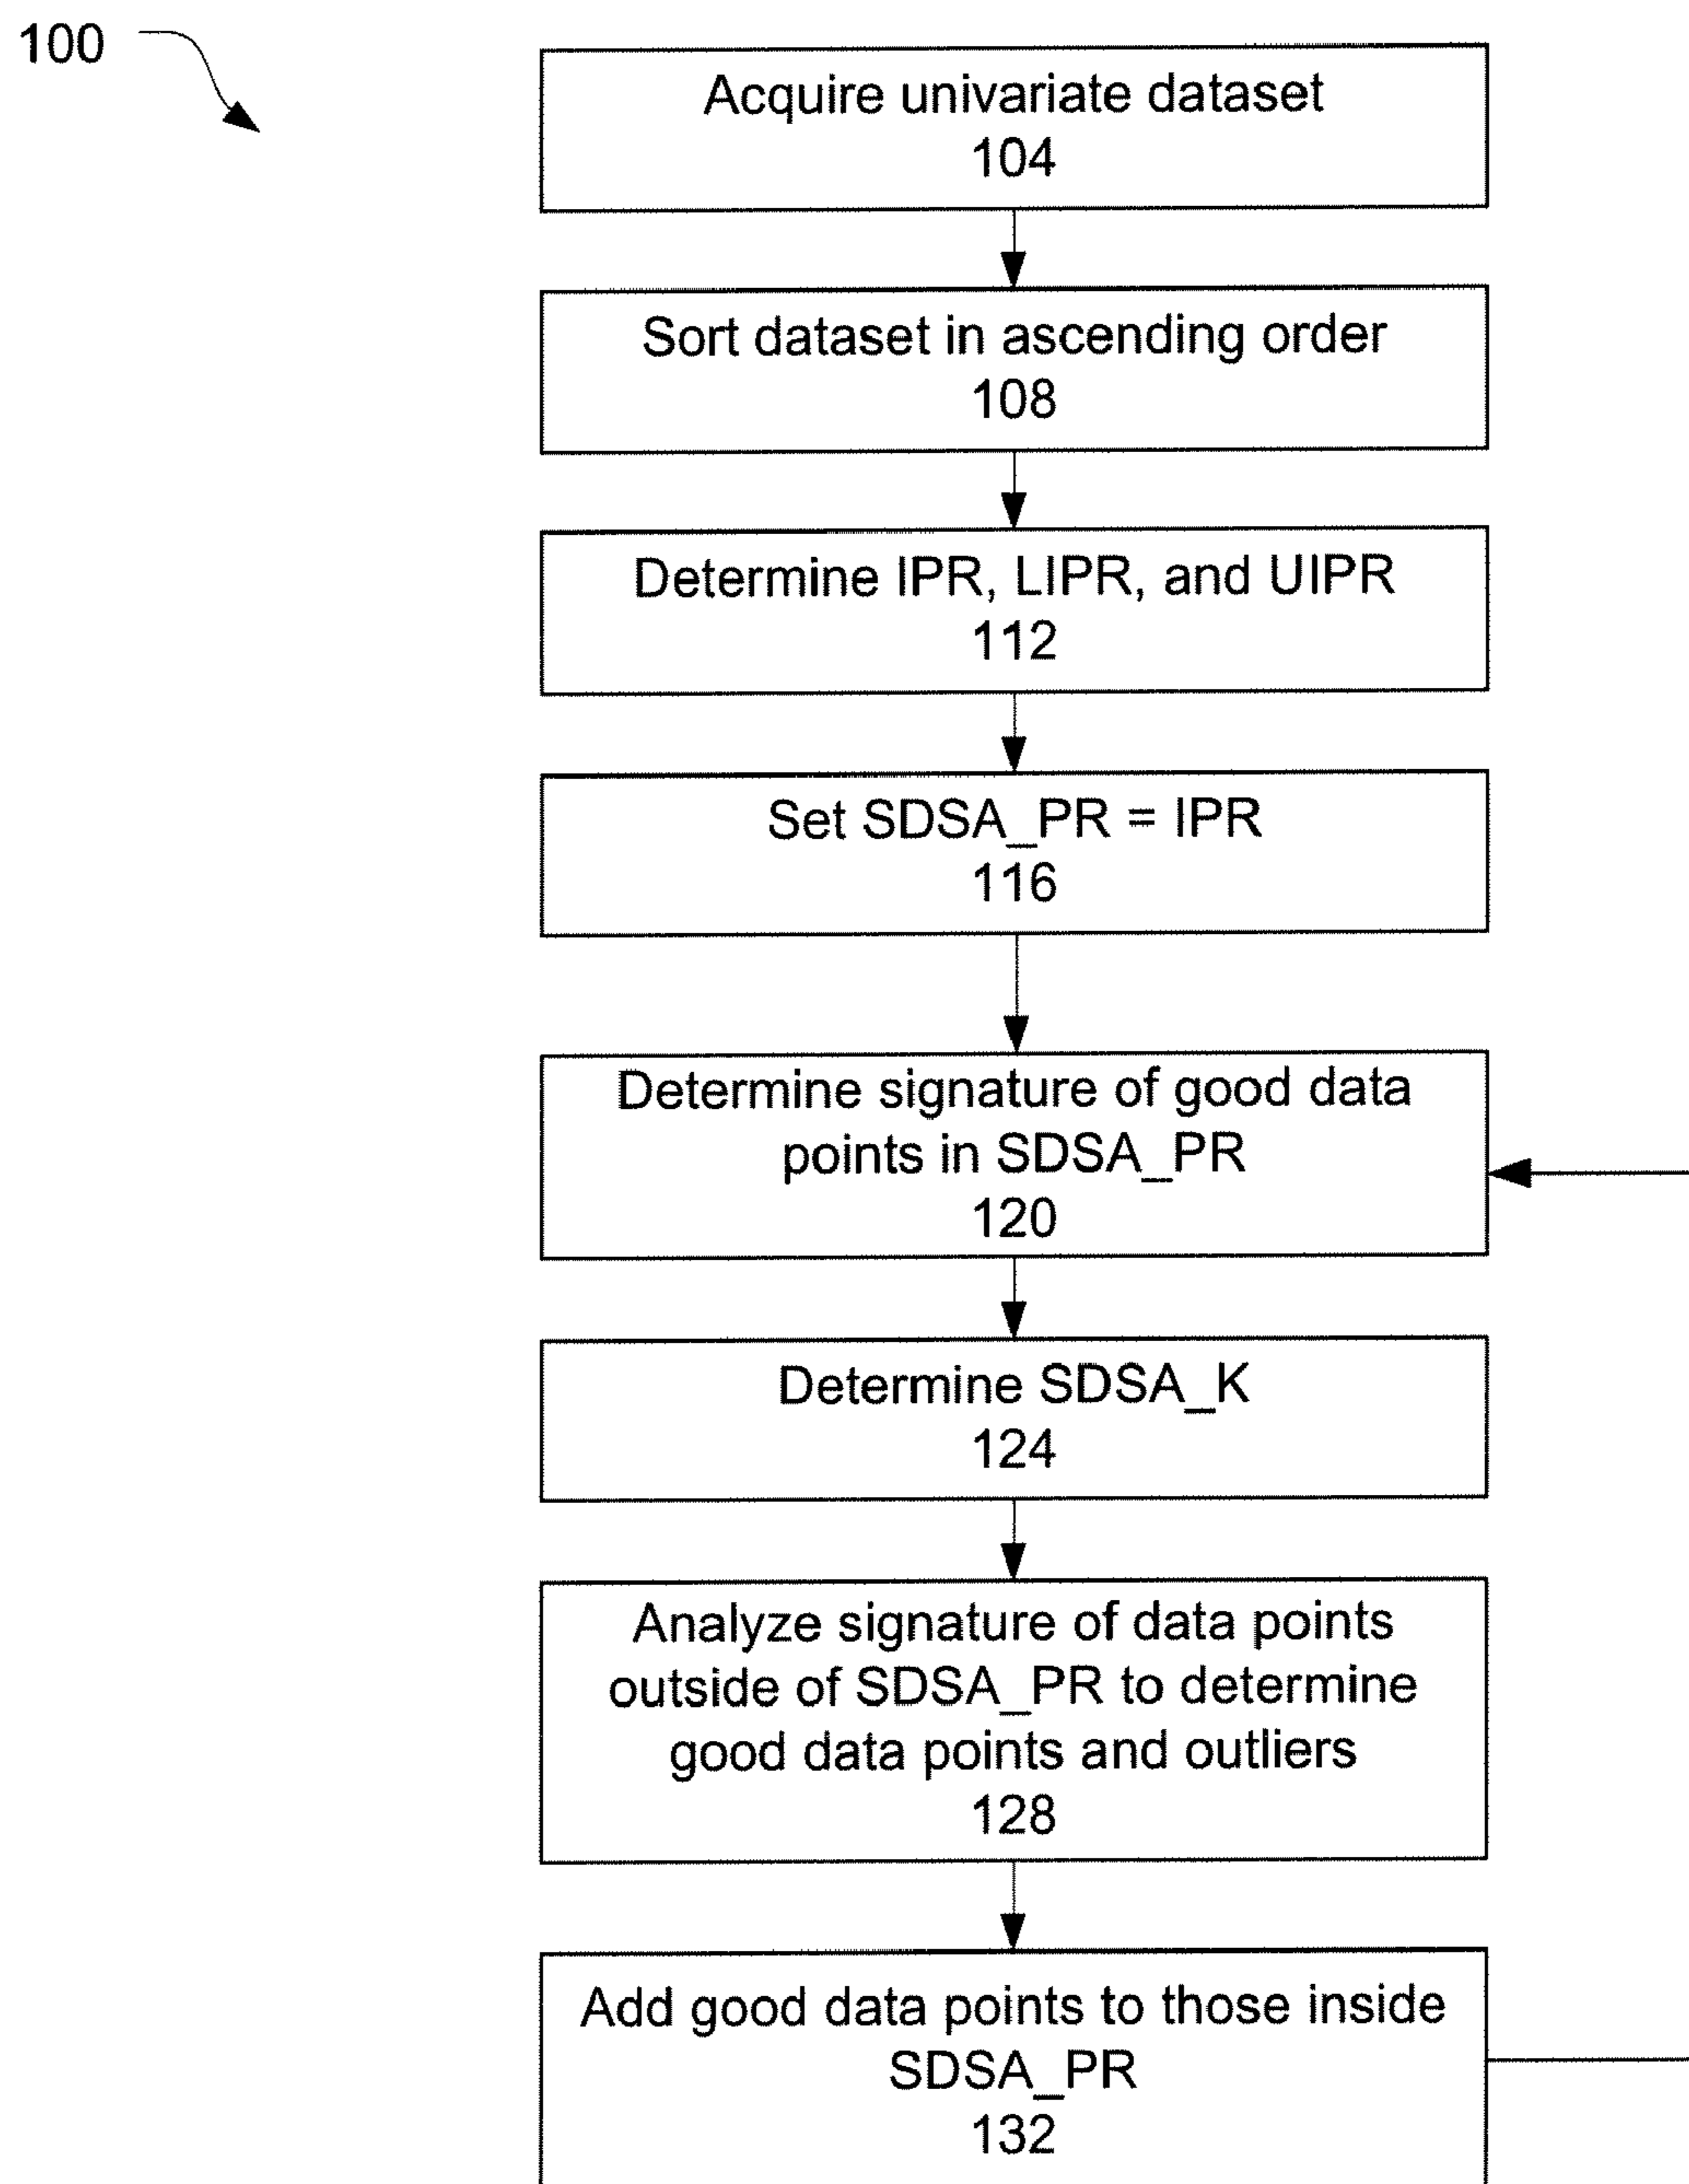 100
Acquire univariate dataset
104
Sort dataset in ascending order
108
Determine IPR, LIPR, and UIPR
112
Set SDSA_PR = IPR
116
Determine signature of good data
points in SDSA_PR
120
Determine SDSA_K
124
Analyze signature of data points
outside of SDSA_PR to determine
good data points and outliers
128
Add good data points to those inside
SDSA_PR
132